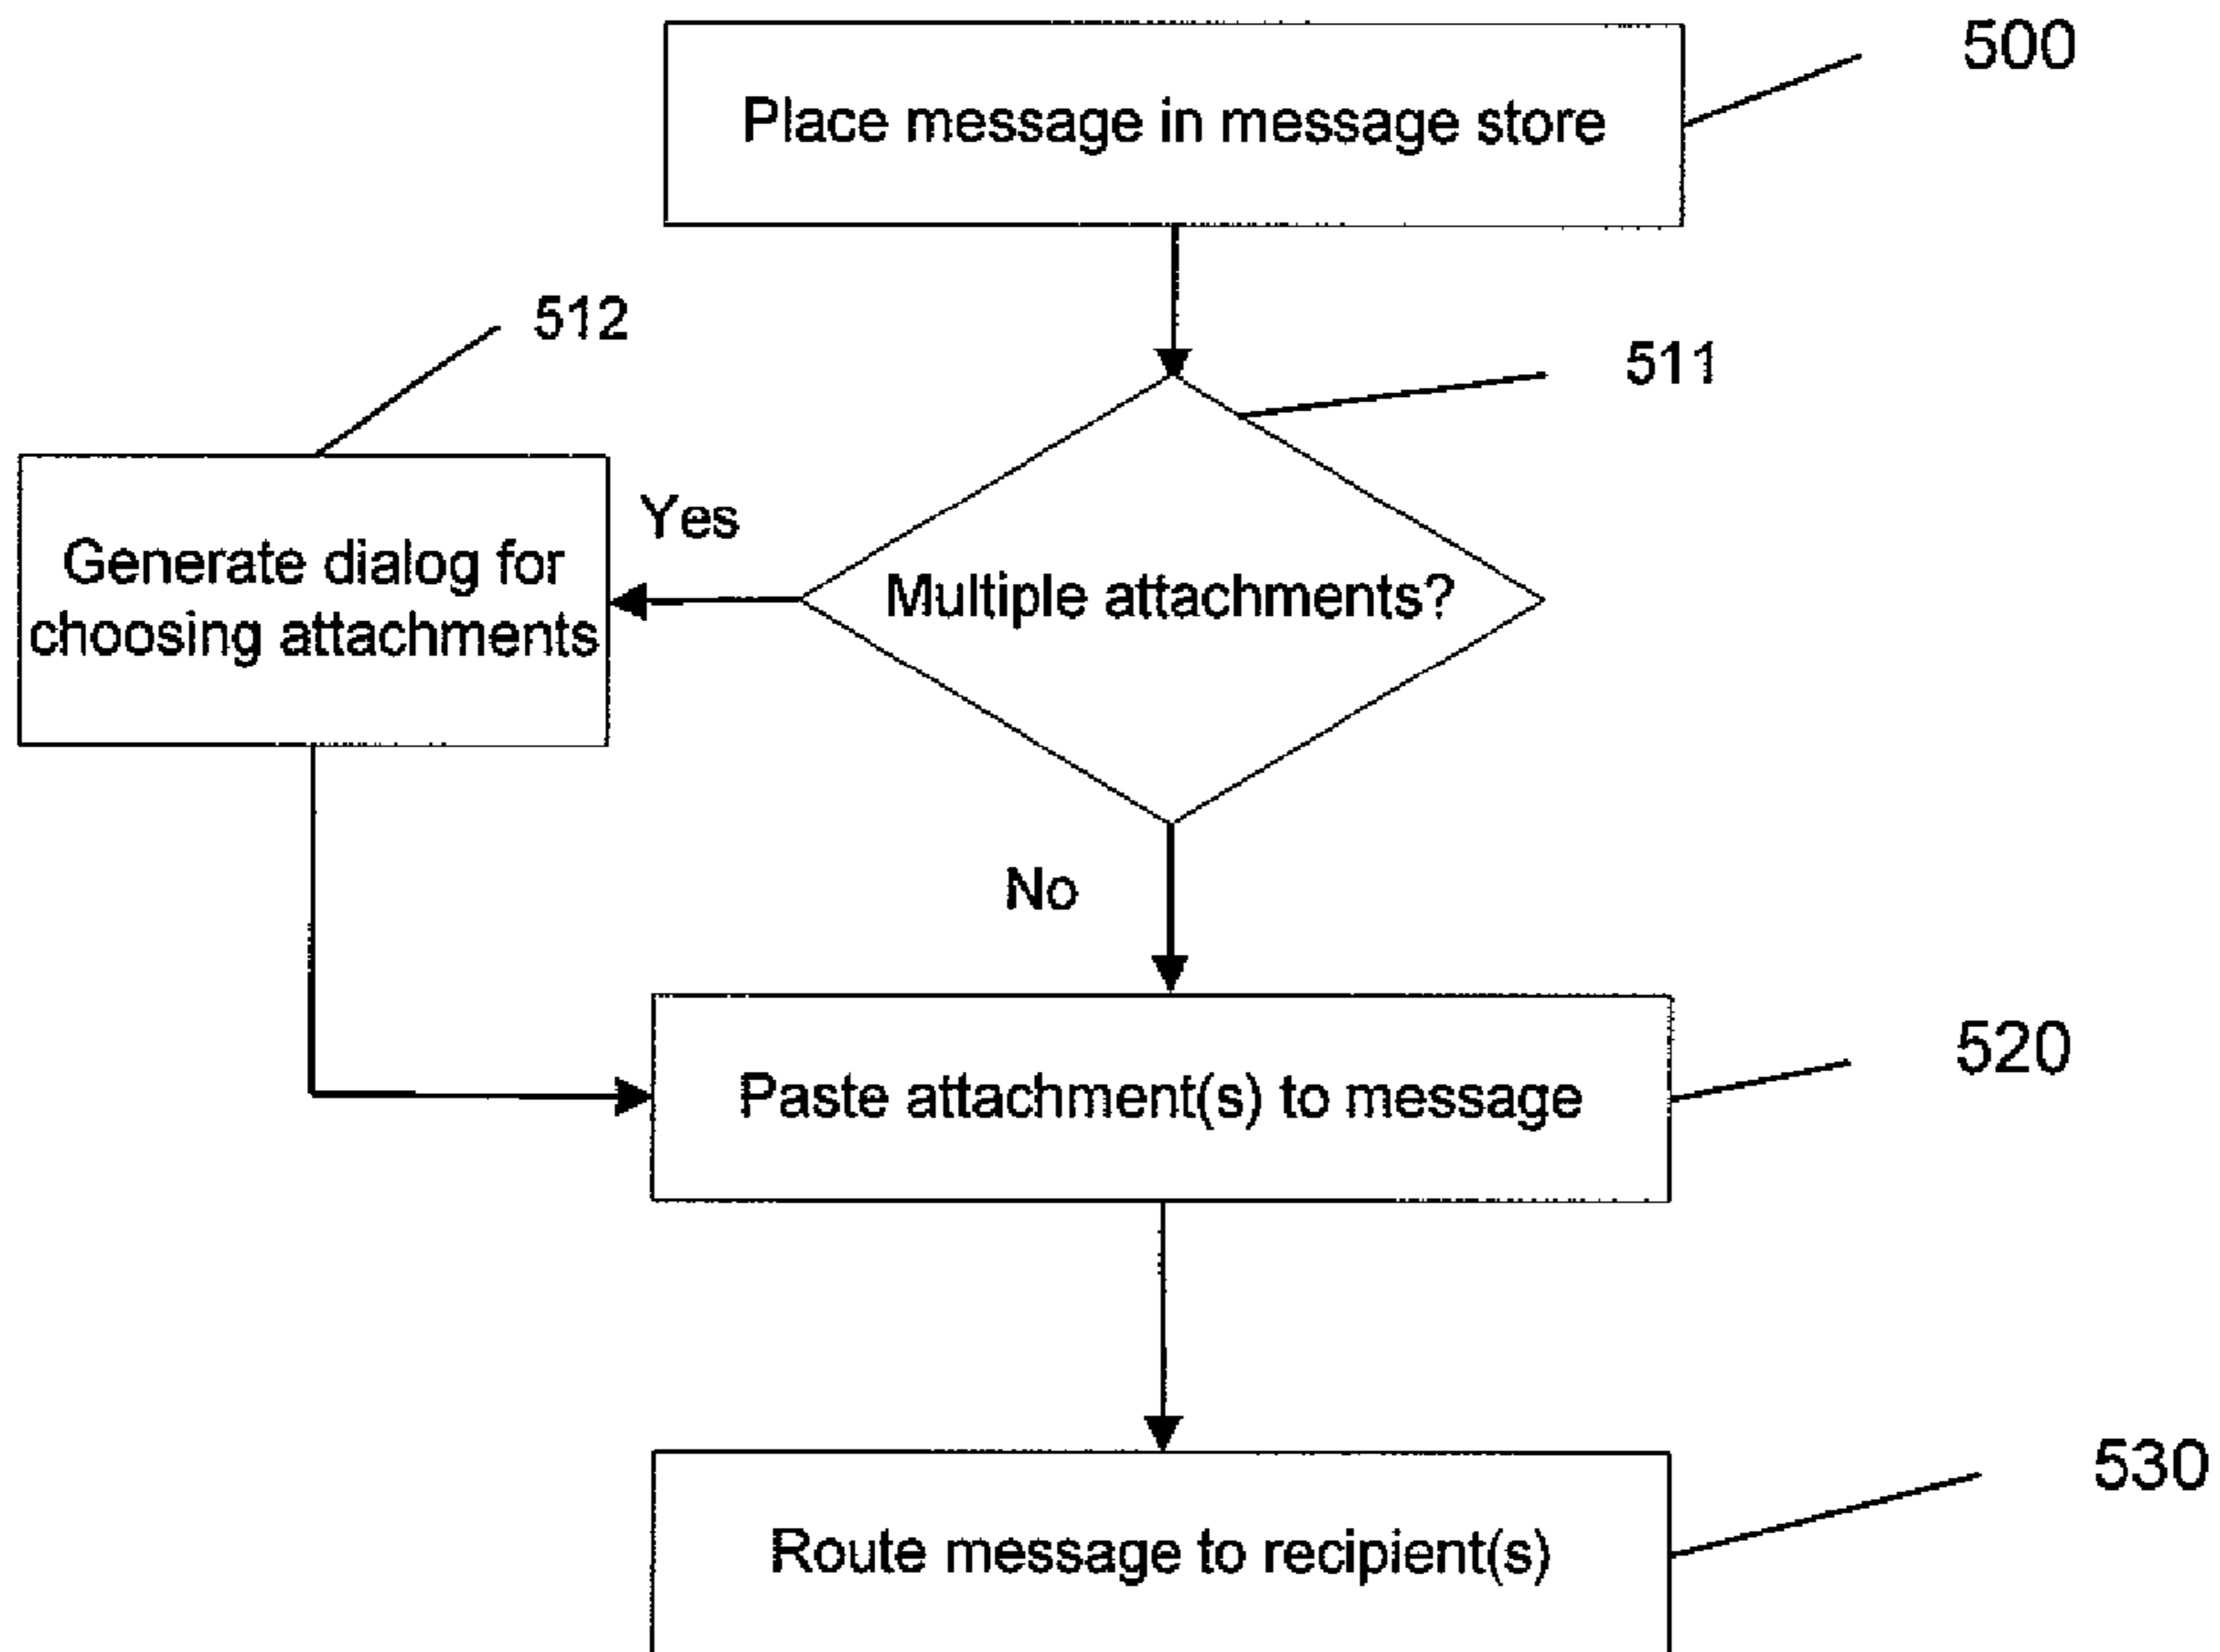 500
Place message in message store
512
511
Yes
Generate dialog for
choosing attachments
Multiple attachments?
No
520
Paste attachment(s) to message
530
Route message to recipient(s)